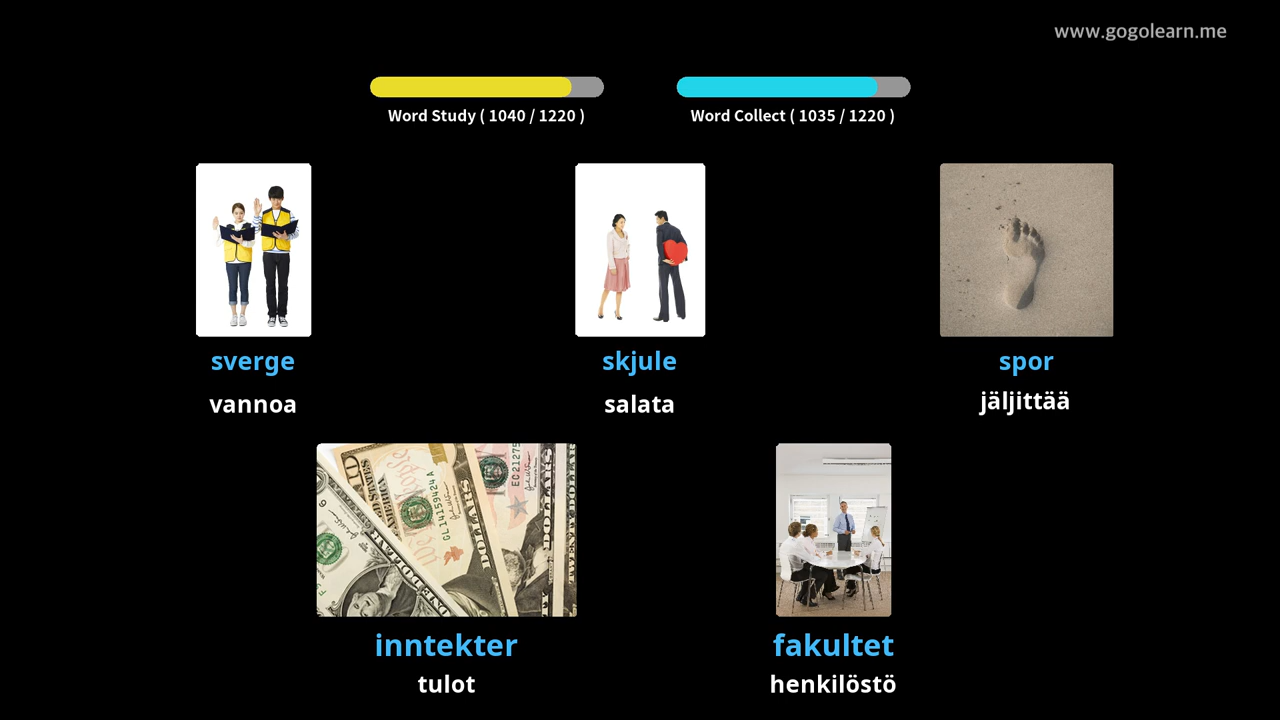 www.gogolearn.me
Word Study ( 1040 / 1220 )
Word Collect ( 1035 / 1220 )
sverge
vannoa
skjule
salata
spor
jäljittää
inntekter
tulot
fakultet
henkilöstö